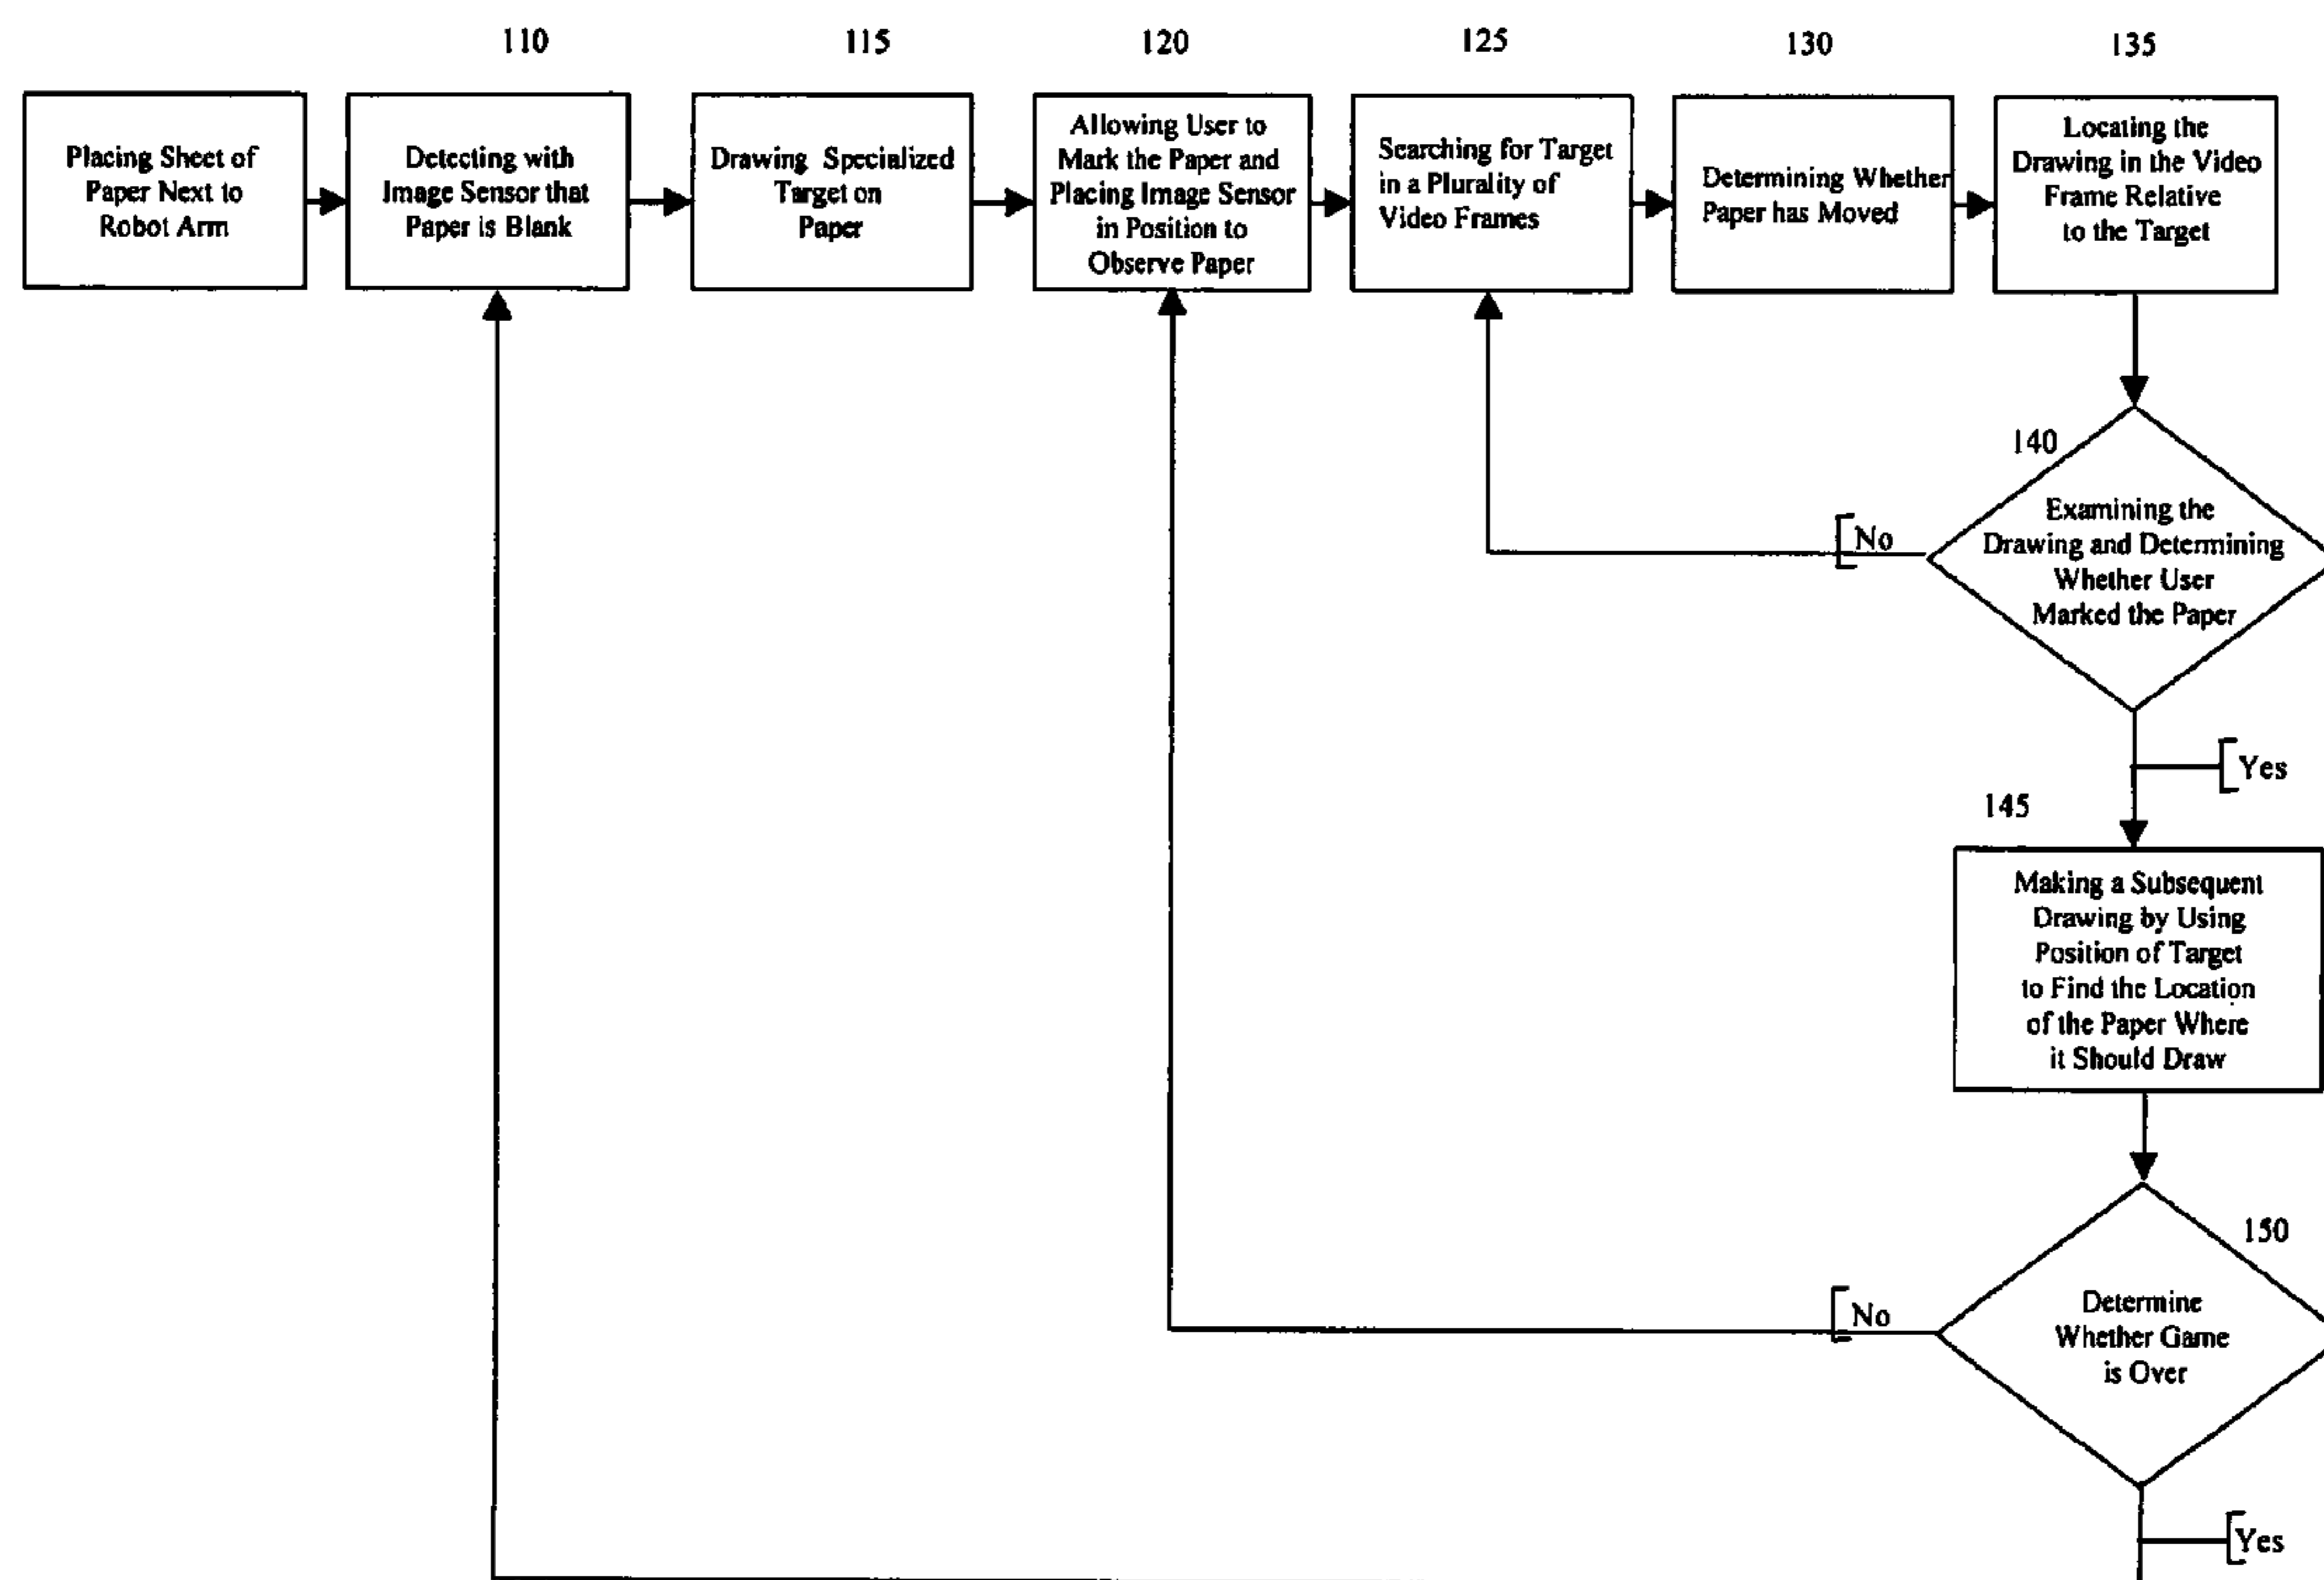 110
115
120
125
130
135
Placing Sheet of
Paper Next to
Robot Arm
Detecting with
Image Sensor that
Paper is Blank
Drawing Specialized
Target on
Paper
Allowing User to
Mark the Paper and
Placing Image Sensor
in Position to
Observe Paper
Searching for Target
in a Plurality of
Video Frames
Determining Whether
Paper has Moved
Locating the
Drawing in the Video
Frame Relative
to the Target
140
Examining the
Drawing and Determining
Whether User
Marked the Paper
No
Yes
145
Making a Subsequent
Drawing by Using
Position of Target
to Find the Location
of the Paper Where
it Should Draw
150
Determine
Whether Game
is Over
No
Yes